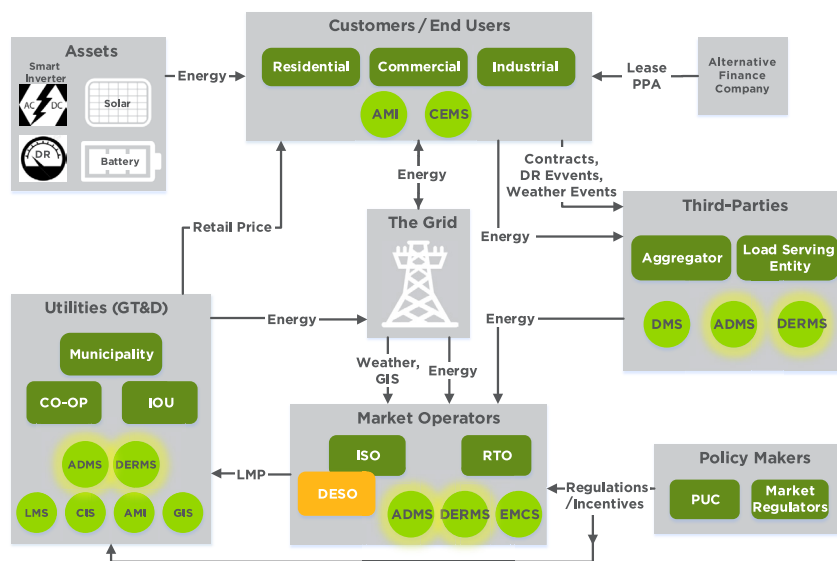 Assets
Smart
Inverter
AC
DC
Solar
DR
Battery
Energy
Customers / End Users
Residential
Commercial
Industrial
AMI
CEMS
Lease
PPA
Alternative
Finance
Company
Energy
Contracts,
DR Evvents,
Weather Events
Energy
Retail Price
The Grid
Third-Parties
Aggregator
Load Serving
Entity
DMS
ADMS
DERMS
Energy
Utilities (GT&D)
Municipality
CO-OP
IOU
ADMS
DERMS
LMS
CIS
AMI
GIS
Energy
Weather,
GIS
Energy
Market Operators
ISO
RTO
DESO
ADMS
DERMS
EMCS
LMP
Regulations
/Incentives
Policy Makers
PUC
Market
Regulators